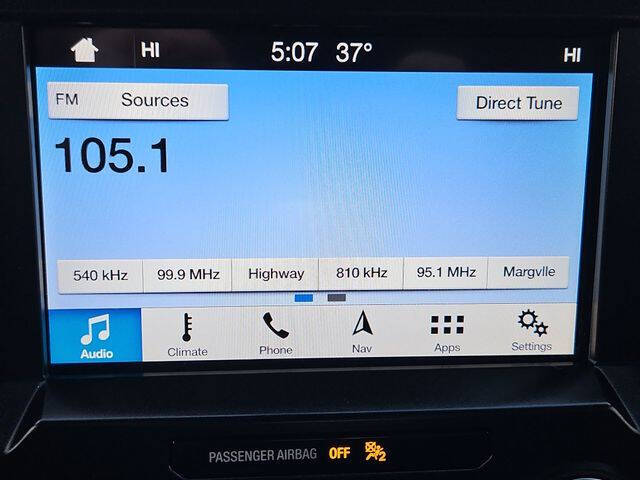 HI 5:07 37° HI
FM Sources Direct Tune
105.1
540 kHz 99.9 MHz Highway 810 kHz 95.1 MHz Margvlle
Audio Climate Phone Nav Apps Settings
PASSENGER AIRBAG OFF 2